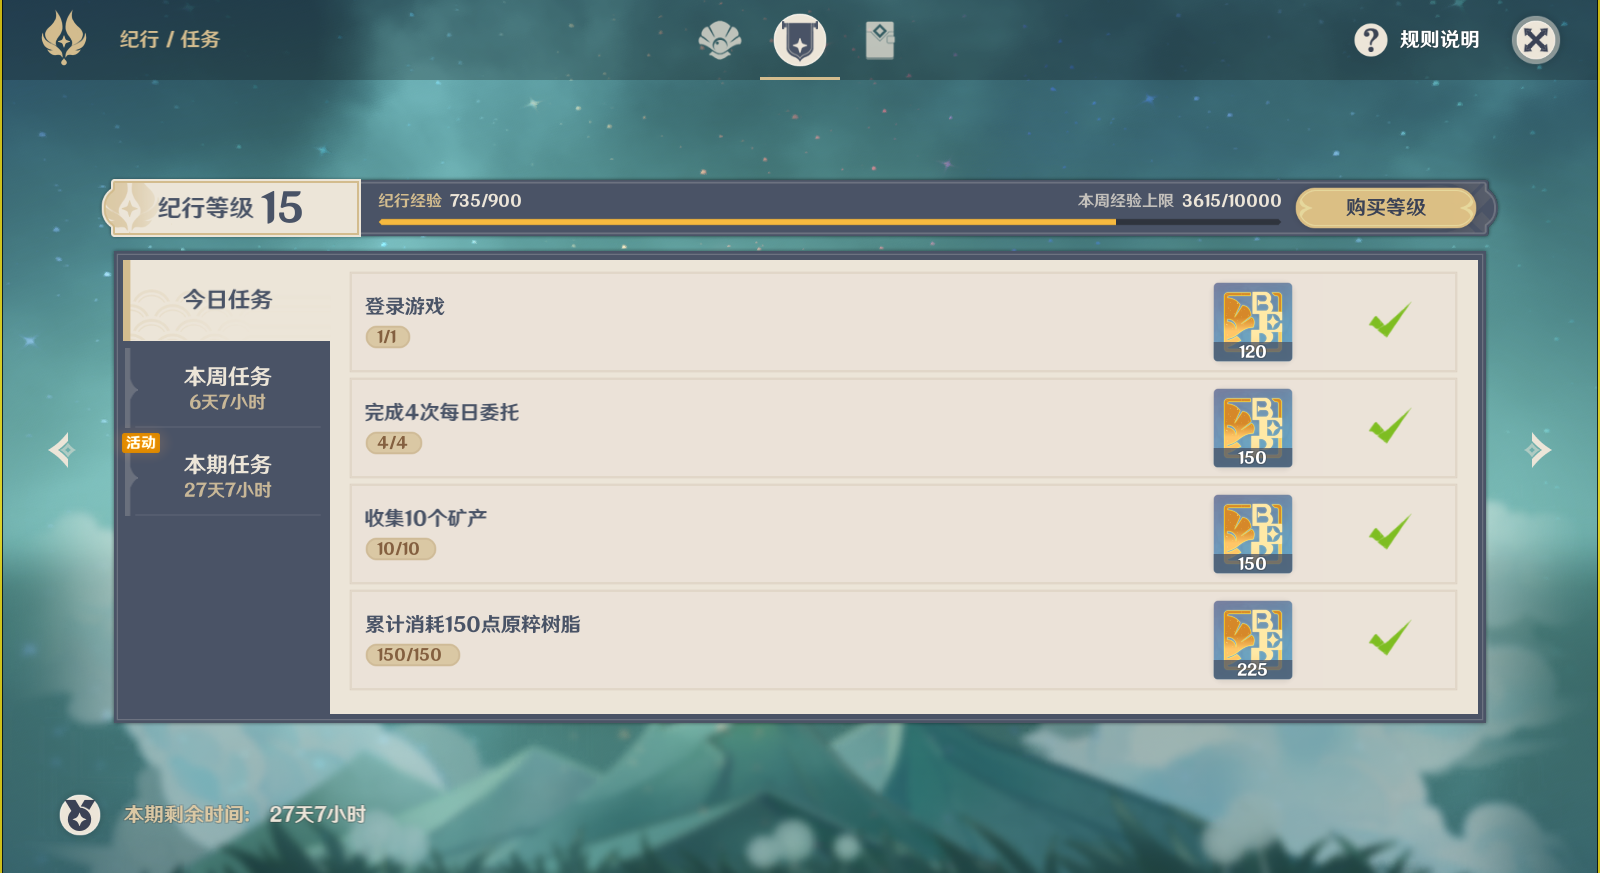 纪行 / 任务
规则说明
纪行等级 15
纪行经验 735/900
本周经验上限 3615/10000
购买等级
今日任务
本周任务
6天7小时
活动
本期任务
27天7小时
登录游戏
1/1
120
完成4次每日委托
4/4
150
收集10个矿产
10/10
150
累计消耗150点原粹树脂
150/150
225
本期剩余时间: 27天7小时